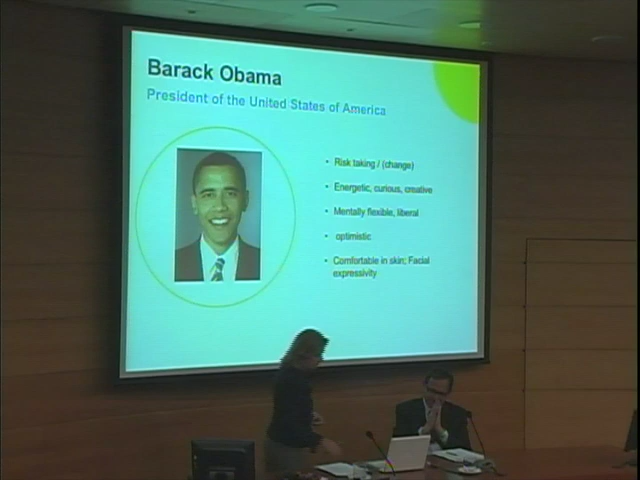 Barack Obama
President of the United States of America
• Risk taking / (change)
• Energetic, curious, creative
• Mentally flexible, liberal
• optimistic
• Comfortable in skin; Facial
expressivity